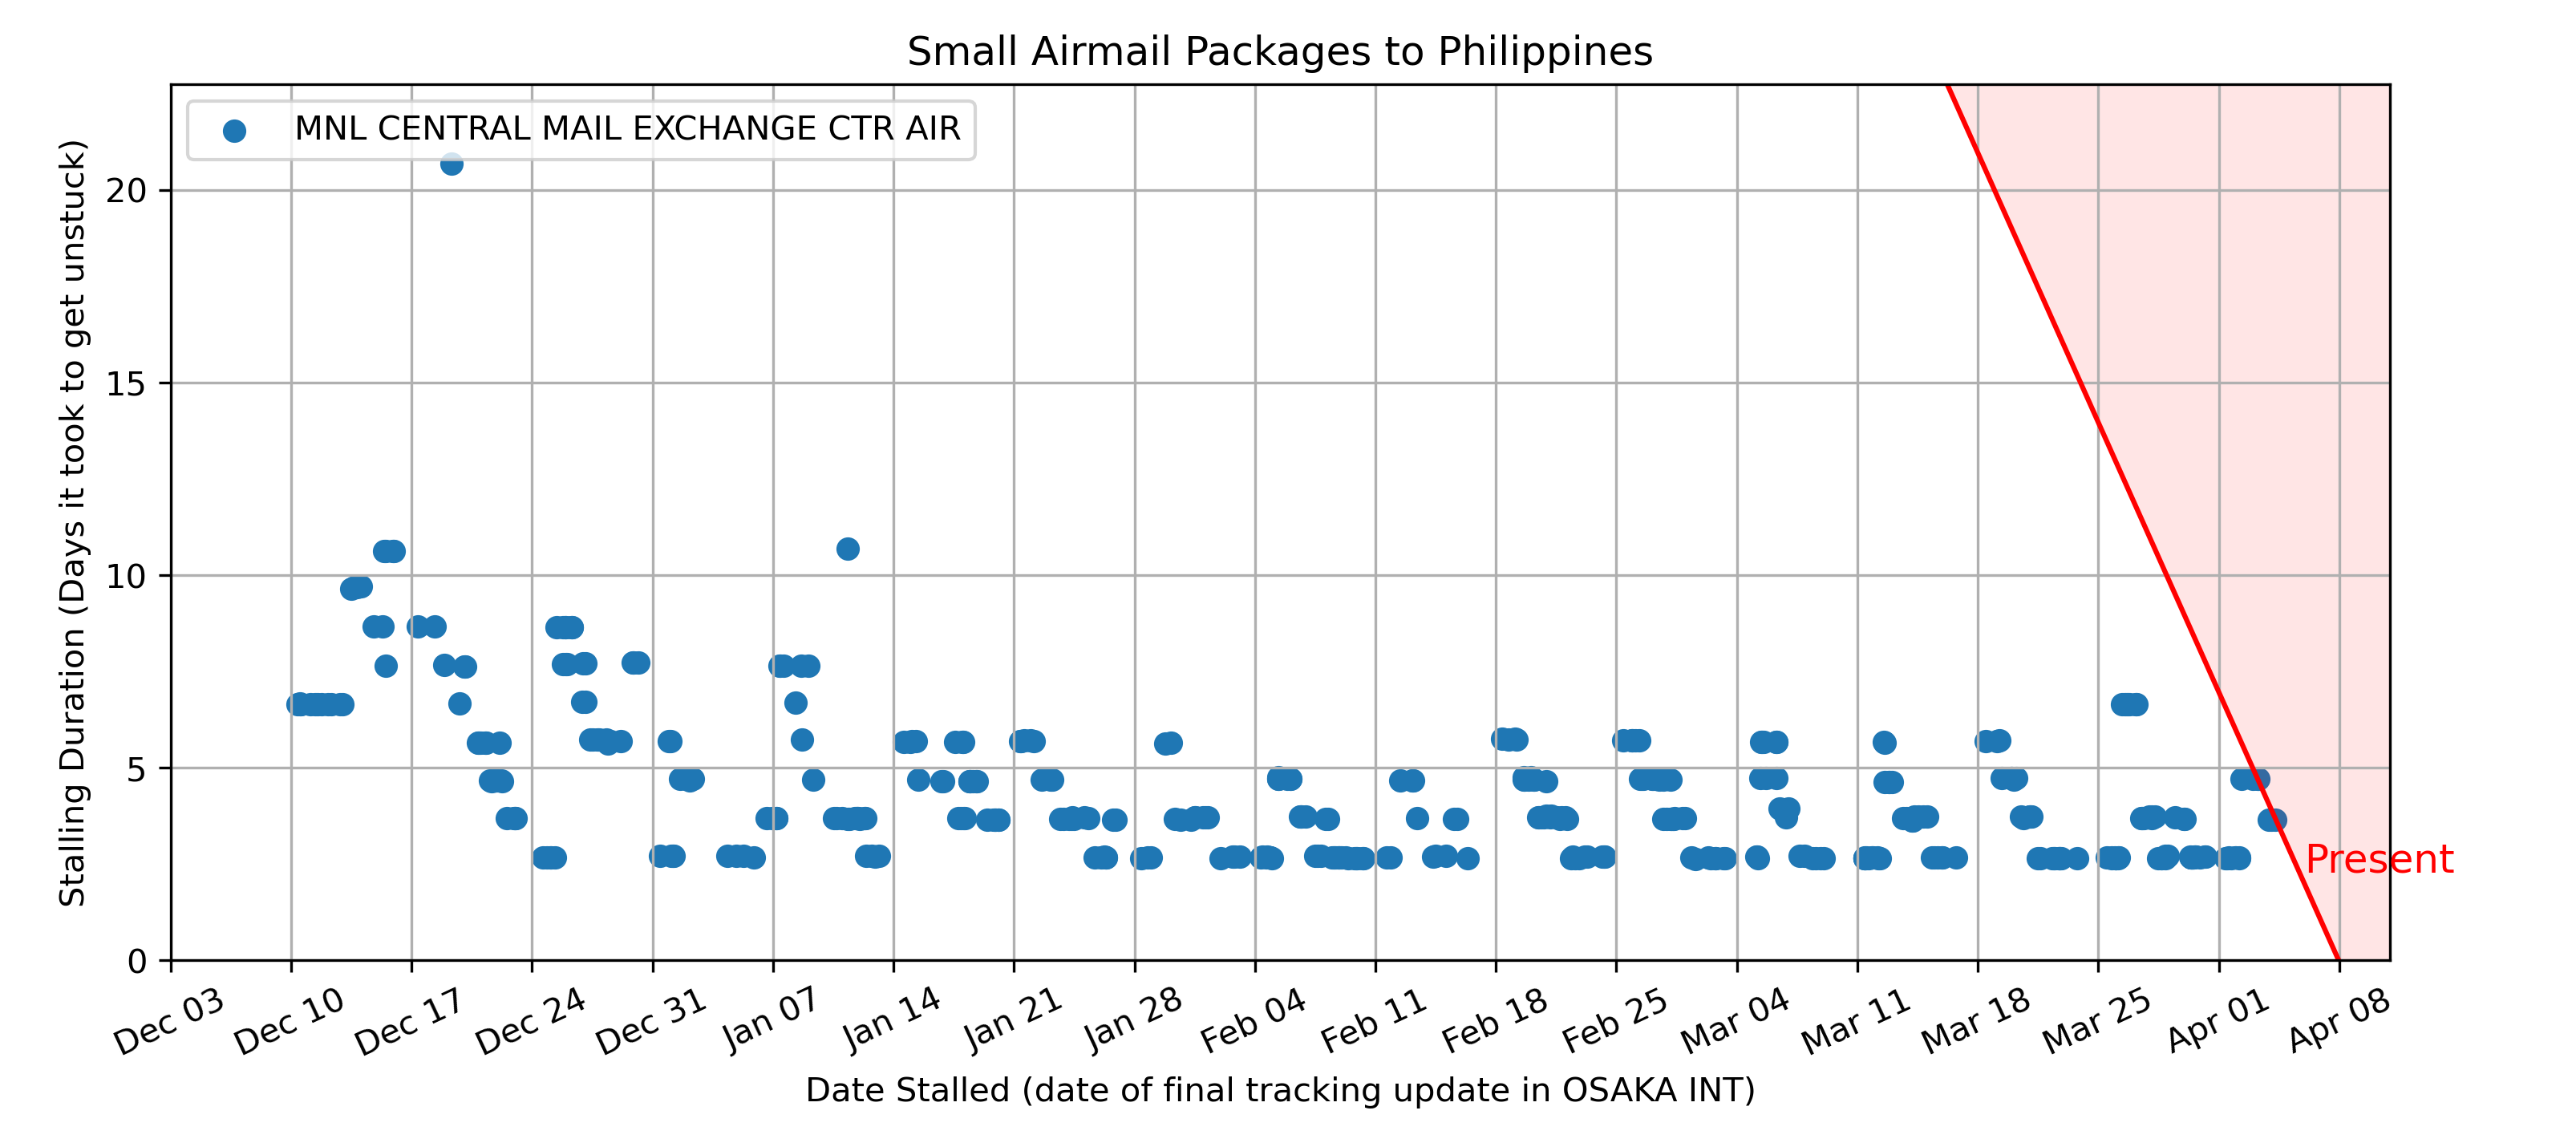 Small Airmail Packages to Philippines
MNL CENTRAL MAIL EXCHANGE CTR AIR
Stalling Duration (Days it took to get unstuck)
20
15
10
5
0
Present
Dec 03 Dec 10 Dec 17 Dec 24 Dec 31 Jan 07 Jan 14 Jan 21 Jan 28 Feb 04 Feb 11 Feb 18 Feb 25 Mar 04 Mar 11 Mar 18 Mar 25 Apr 01 Apr 08
Date Stalled (date of final tracking update in OSAKA INT)